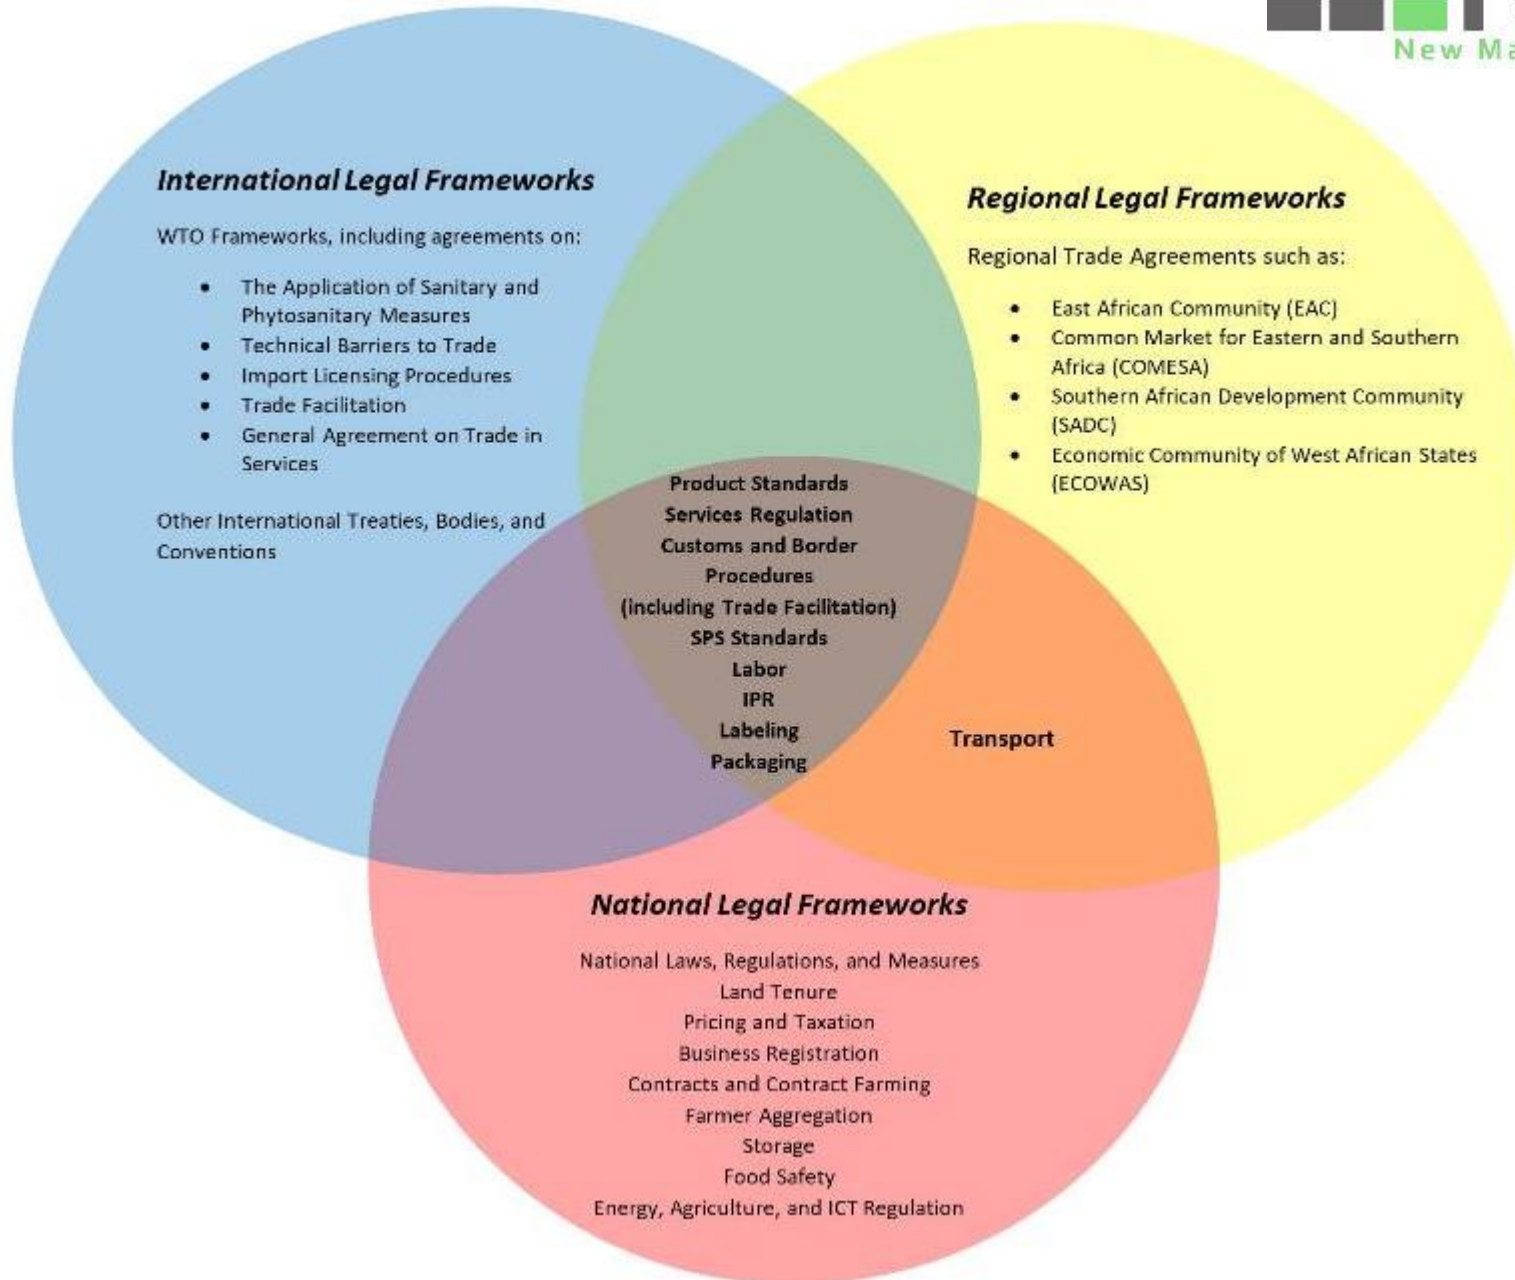 New Ma
International Legal Frameworks
WTO Frameworks, including agreements on:
• The Application of Sanitary and
Phytosanitary Measures
• Technical Barriers to Trade
• Import Licensing Procedures
• Trade Facilitation
• General Agreement on Trade in
Services
Other International Treaties, Bodies, and
Conventions
Regional Legal Frameworks
Regional Trade Agreements such as:
• East African Community (EAC)
• Common Market for Eastern and Southern
Africa (COMESA)
• Southern African Development Community
(SADC)
• Economic Community of West African States
(ECOWAS)
Product Standards
Services Regulation
Customs and Border
Procedures
(including Trade Facilitation)
SPS Standards
Labor
IPR
Labeling
Packaging
Transport
National Legal Frameworks
National Laws, Regulations, and Measures
Land Tenure
Pricing and Taxation
Business Registration
Contracts and Contract Farming
Farmer Aggregation
Storage
Food Safety
Energy, Agriculture, and ICT Regulation